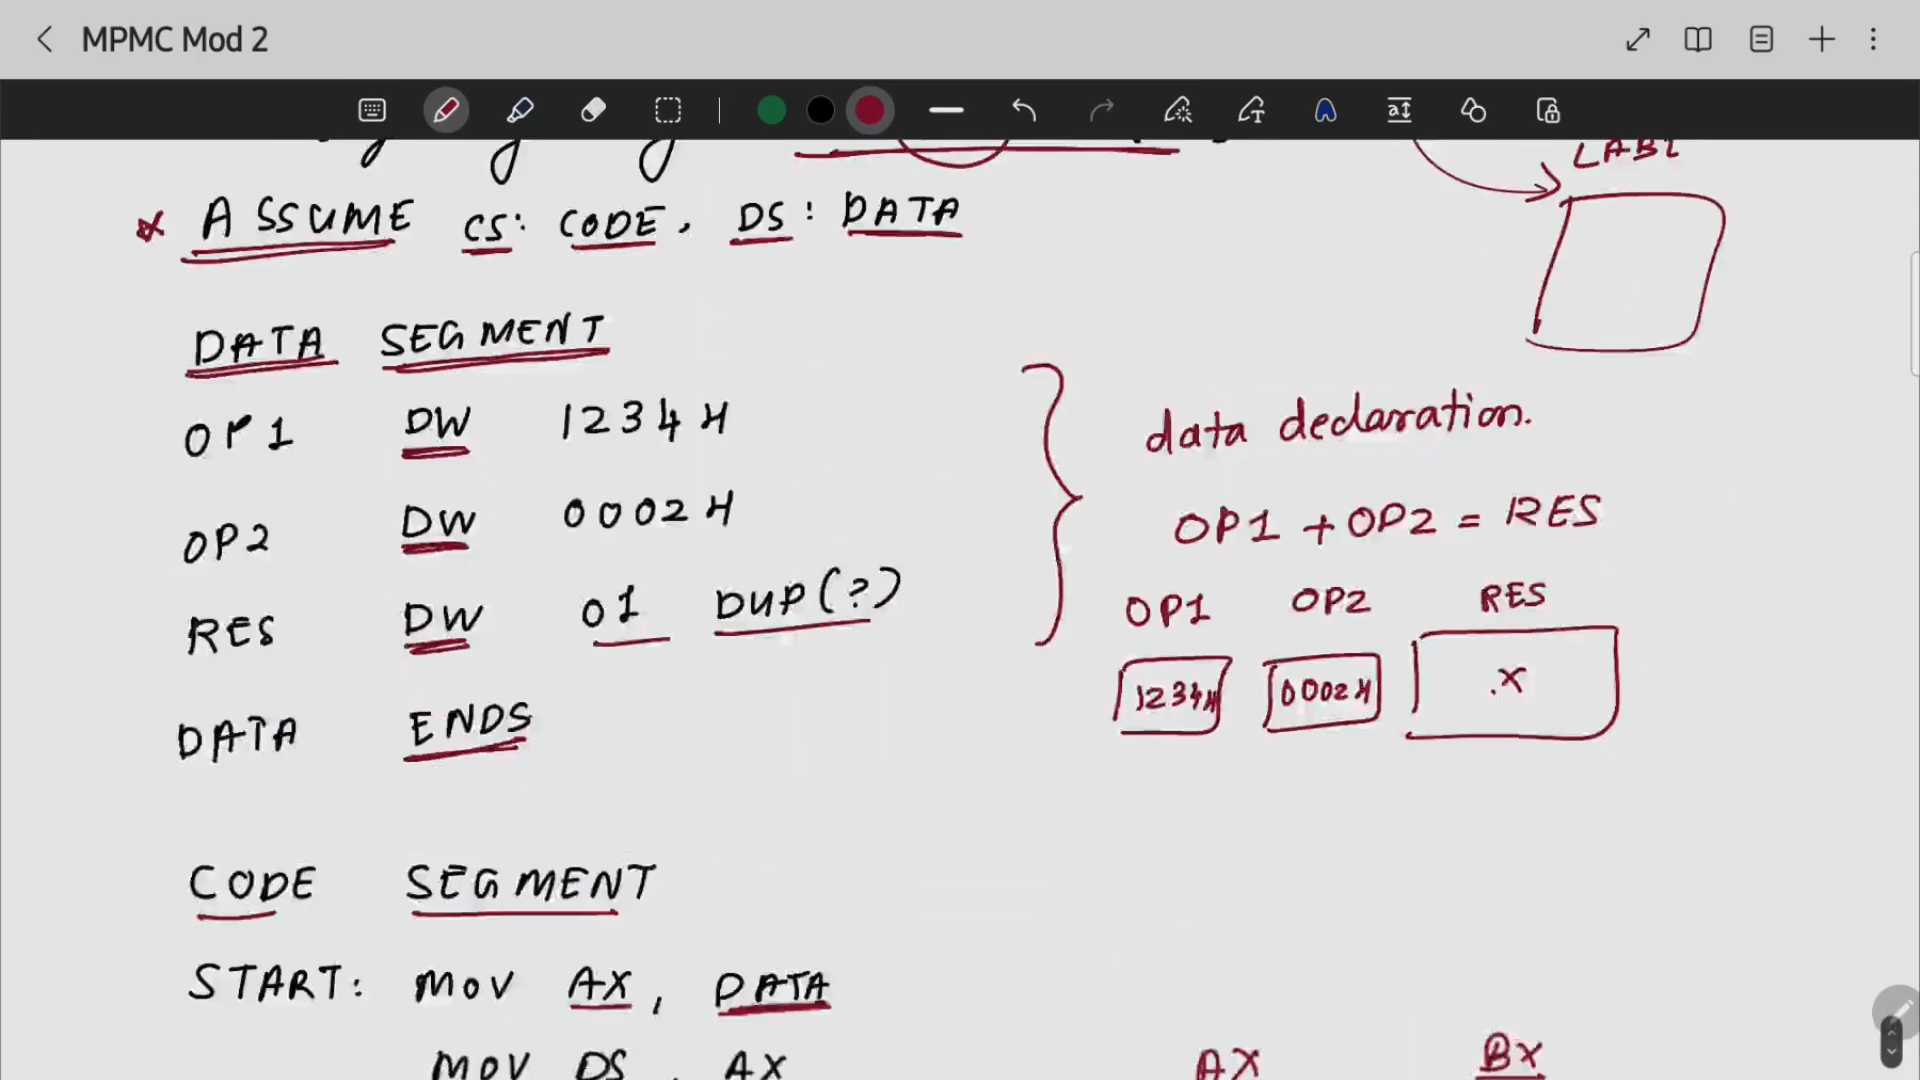 MPMC Mod 2
LABL
* ASSUME CS: CODE, DS: DATA
DATA SEGMENT
OP1 DW 1234H
data declaration.
OP2 DW 0002H
OP1 + OP2 = RES
RES DW 01 DUP(?)
OP1 OP2 RES
1234H 0002H .X
DATA ENDS
CODE SEGMENT
START: MOV AX, DATA
MOV DS, AX
AX BX